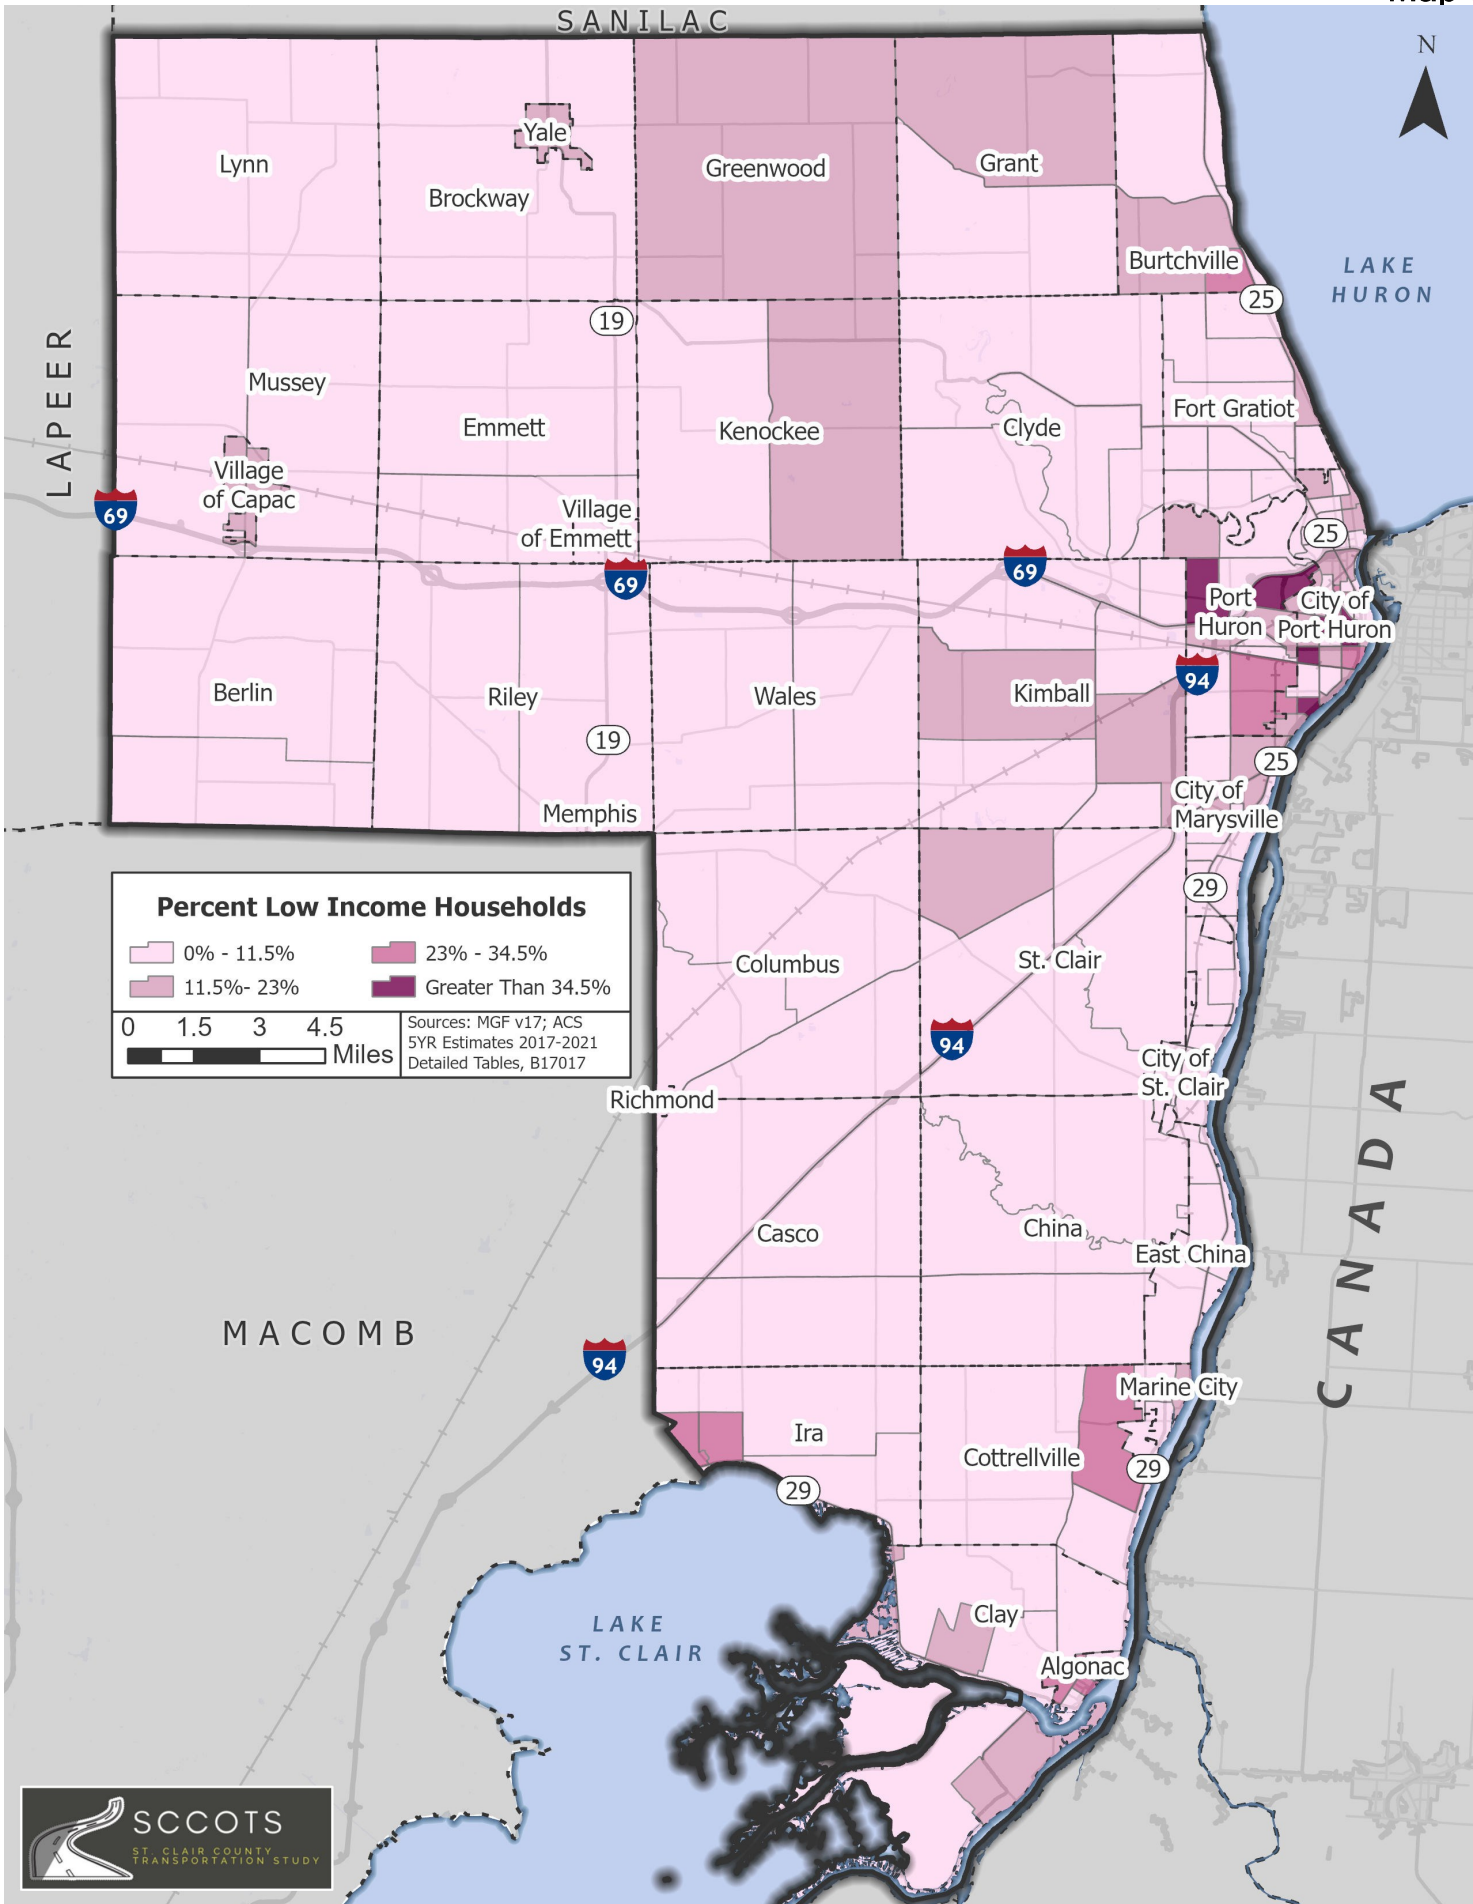 Map
SANILAC
N
Yale
Lynn
Greenwood
Grant
Brockway
Burtchville
LAKE
HURON
25
19
LAPEER
Mussey
Fort Gratiot
Emmett
Kenockee
Clyde
Village
of Capac
69
Village
of Emmett
25
69
69
Port
Huron
City of
Port Huron
94
Berlin
Riley
Wales
Kimball
19
25
City of
Marysville
Memphis
29
Percent Low Income Households
0% - 11.5%
23% - 34.5%
11.5%- 23%
Greater Than 34.5%
0 1.5 3 4.5
Miles
Sources: MGF v17; ACS
5YR Estimates 2017-2021
Detailed Tables, B17017
Columbus
St. Clair
94
City of
St. Clair
Richmond
CANADA
Casco
China
East China
MACOMB
94
Marine City
Ira
Cottrellville
29
29
Clay
LAKE
ST. CLAIR
Algonac
SCCOTS
ST. CLAIR COUNTY
TRANSPORTATION STUDY